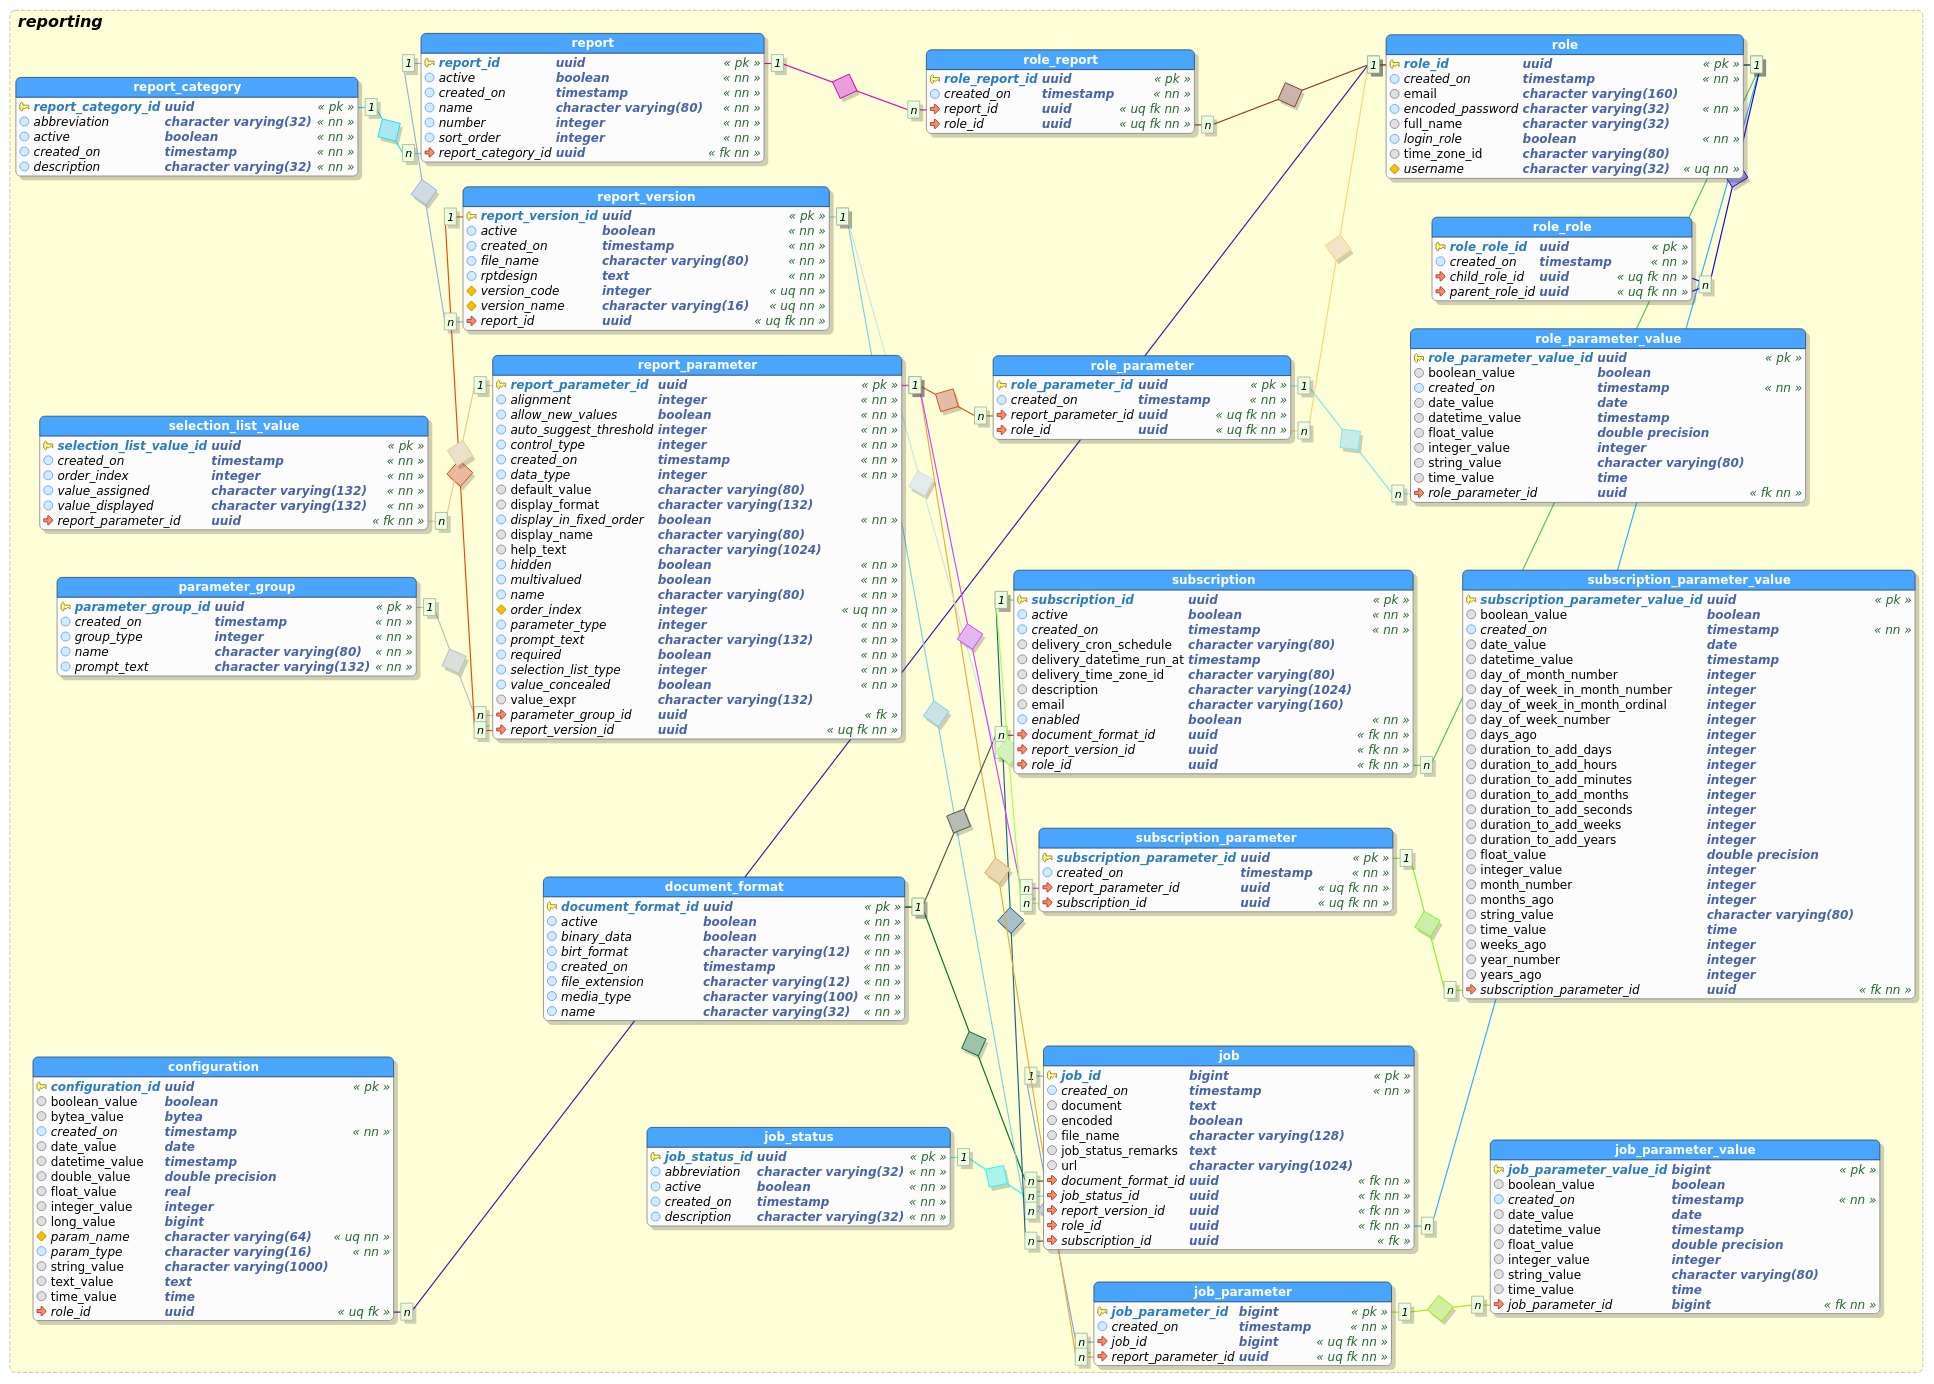 reporting
report
report_id uuid « pk »
active boolean « nn »
created_on timestamp « nn »
name character varying(80) « nn »
number integer « nn »
sort_order integer « nn »
report_category_id uuid « fk nn »
1
1
n
report_category
report_category_id uuid « pk »
abbreviation character varying(32) « nn »
active boolean « nn »
created_on timestamp « nn »
description character varying(32) « nn »
1
role_report
role_report_id uuid « pk »
created_on timestamp « nn »
report_id uuid « uq fk nn »
role_id uuid « uq fk nn »
n
n
role
role_id uuid « pk »
created_on timestamp « nn »
email character varying(160)
encoded_password character varying(32) « nn »
full_name character varying(32)
login_role boolean « nn »
time_zone_id character varying(80)
username character varying(32) « uq nn »
1
1
report_version
report_version_id uuid « pk »
active boolean « nn »
created_on timestamp « nn »
file_name character varying(80) « nn »
rptdesign text « nn »
version_code integer « uq nn »
version_name character varying(16) « uq nn »
report_id uuid « uq fk nn »
1
1
n
role_role
role_role_id uuid « pk »
created_on timestamp « nn »
child_role_id uuid « uq fk nn »
parent_role_id uuid « uq fk nn »
n
report_parameter
report_parameter_id uuid « pk »
alignment integer « nn »
allow_new_values boolean « nn »
auto_suggest_threshold integer « nn »
control_type integer « nn »
created_on timestamp « nn »
data_type integer « nn »
default_value character varying(80)
display_format character varying(132)
display_in_fixed_order boolean « nn »
display_name character varying(80)
help_text character varying(1024)
hidden boolean « nn »
multivalued boolean « nn »
name character varying(80) « nn »
order_index integer « uq nn »
parameter_type integer « nn »
prompt_text character varying(132) « nn »
required boolean « nn »
selection_list_type integer « nn »
value_concealed boolean « nn »
value_expr character varying(132)
parameter_group_id uuid « fk »
report_version_id uuid « uq fk nn »
1
1
n
n
role_parameter
role_parameter_id uuid « pk »
created_on timestamp « nn »
report_parameter_id uuid « uq fk nn »
role_id uuid « uq fk nn »
n
1
n
role_parameter_value
role_parameter_value_id uuid « pk »
boolean_value boolean
created_on timestamp « nn »
date_value date
datetime_value timestamp
float_value double precision
integer_value integer
string_value character varying(80)
time_value time
role_parameter_id uuid « fk nn »
n
selection_list_value
selection_list_value_id uuid « pk »
created_on timestamp « nn »
order_index integer « nn »
value_assigned character varying(132) « nn »
value_displayed character varying(132) « nn »
report_parameter_id uuid « fk nn »
n
parameter_group
parameter_group_id uuid « pk »
created_on timestamp « nn »
group_type integer « nn »
name character varying(80) « nn »
prompt_text character varying(132) « nn »
1
subscription
subscription_id uuid « pk »
active boolean « nn »
created_on timestamp « nn »
delivery_cron_schedule character varying(80)
delivery_datetime_run_at timestamp
delivery_time_zone_id character varying(80)
description character varying(1024)
email character varying(160)
enabled boolean « nn »
document_format_id uuid « fk nn »
report_version_id uuid « fk nn »
role_id uuid « fk nn »
1
n
n
subscription_parameter_value
subscription_parameter_value_id uuid « pk »
boolean_value boolean
created_on timestamp « nn »
date_value date
datetime_value timestamp
day_of_month_number integer
day_of_week_in_month_number integer
day_of_week_in_month_ordinal integer
day_of_week_number integer
days_ago integer
duration_to_add_days integer
duration_to_add_hours integer
duration_to_add_minutes integer
duration_to_add_months integer
duration_to_add_seconds integer
duration_to_add_weeks integer
duration_to_add_years integer
float_value double precision
integer_value integer
month_number integer
months_ago integer
string_value character varying(80)
time_value time
weeks_ago integer
year_number integer
years_ago integer
subscription_parameter_id uuid « fk nn »
n
subscription_parameter
subscription_parameter_id uuid « pk »
created_on timestamp « nn »
report_parameter_id uuid « uq fk nn »
subscription_id uuid « uq fk nn »
1
n
n
document_format
document_format_id uuid « pk »
active boolean « nn »
binary_data boolean « nn »
birt_format character varying(12) « nn »
created_on timestamp « nn »
file_extension character varying(12) « nn »
media_type character varying(100) « nn »
name character varying(32) « nn »
1
configuration
configuration_id uuid « pk »
boolean_value boolean
bytea_value bytea
created_on timestamp « nn »
date_value date
datetime_value timestamp
double_value double precision
float_value real
integer_value integer
long_value bigint
param_name character varying(64) « uq nn »
param_type character varying(16) « nn »
string_value character varying(1000)
text_value text
time_value time
role_id uuid « uq fk »
n
job_status
job_status_id uuid « pk »
abbreviation character varying(32) « nn »
active boolean « nn »
created_on timestamp « nn »
description character varying(32) « nn »
1
job
job_id bigint « pk »
created_on timestamp « nn »
document text
encoded boolean
file_name character varying(128)
job_status_remarks text
url character varying(1024)
document_format_id uuid « fk nn »
job_status_id uuid « fk nn »
report_version_id uuid « fk nn »
role_id uuid « fk nn »
subscription_id uuid « fk »
1
n
n
n
n
n
job_parameter_value
job_parameter_value_id bigint « pk »
boolean_value boolean
created_on timestamp « nn »
date_value date
datetime_value timestamp
float_value double precision
integer_value integer
string_value character varying(80)
time_value time
job_parameter_id bigint « fk nn »
n
job_parameter
job_parameter_id bigint « pk »
created_on timestamp « nn »
job_id bigint « uq fk nn »
report_parameter_id uuid « uq fk nn »
1
n
n